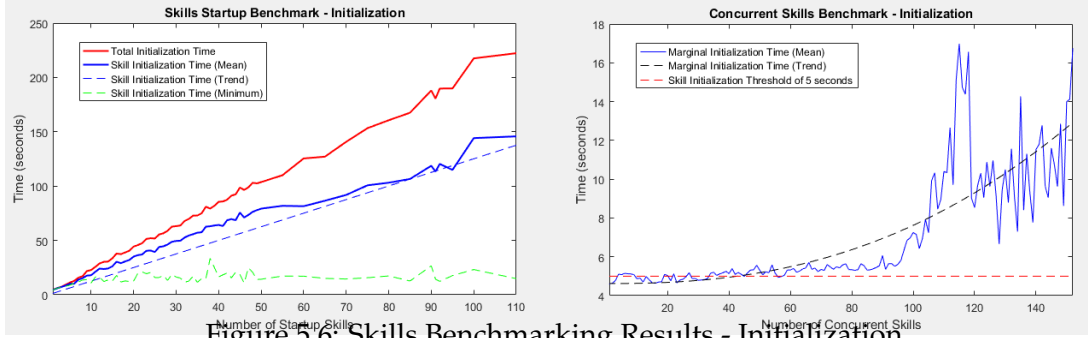 Skills Startup Benchmark - Initialization
250
200
150
100
50
0
Time (seconds)
Total Initialization Time
Skill Initialization Time (Mean)
Skill Initialization Time (Trend)
Skill Initialization Time (Minimum)
10 20 30 40 50 60 70 80 90 100 110
Number of Startup Skills
Concurrent Skills Benchmark - Initialization
18
16
14
12
10
8
6
4
Time (seconds)
Marginal Initialization Time (Mean)
Marginal Initialization Time (Trend)
Skill Initialization Threshold of 5 seconds
20 40 60 80 100 120 140
Number of Concurrent Skills
Figure 5.6: Skills Benchmarking Results - Initialization